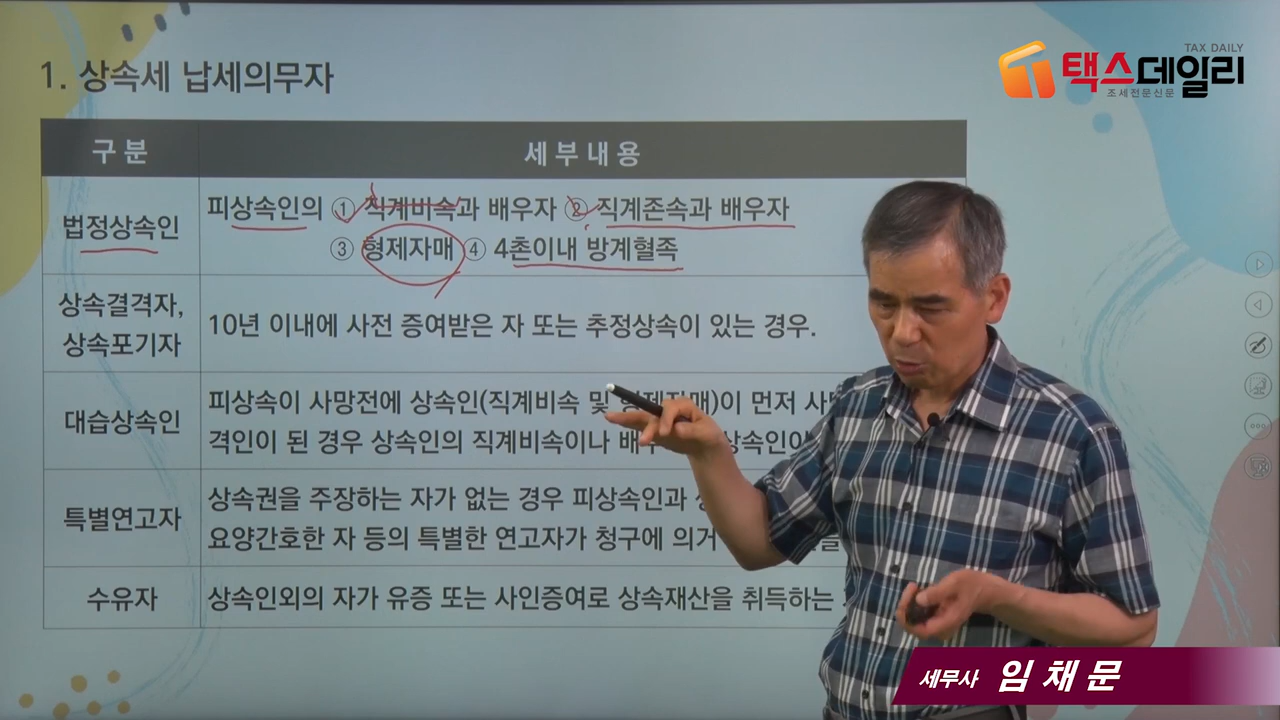 1. 상속세 납세의무자
TAX DAILY
택스데일리
조세전문신문
구 분
세 부 내 용
법정상속인
피상속인의 ① 직계비속과 배우자 ② 직계존속과 배우자
③ 형제자매 ④ 4촌이내 방계혈족
상속결격자,
상속포기자
10년 이내에 사전 증여받은 자 또는 추정상속이 있는 경우.
대습상속인
피상속이 사망전에 상속인(직계비속 및 형제자매)이 먼저
격인이 된 경우 상속인의 직계비속이나
특별연고자
상속권을 주장하는 자가 없는 경우 피상속인과
요양간호한 자 등의 특별한 연고자가 청구에 의거
수유자
상속인외의 자가 유증 또는 사인증여로 상속재산을 취득하는
세무사 임채문